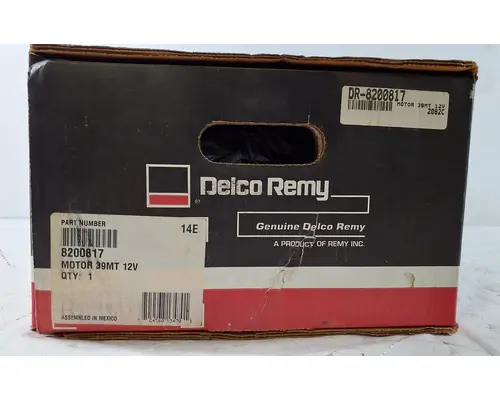 DR-8200817
MOTOR 39MT 12V
2082C
Delco Remy
®
Genuine Delco Remy
A PRODUCT OF REMY INC.
PART NUMBER
14E
8200817
MOTOR 39MT 12V
QTY: 1
ASSEMBLED IN MEXICO